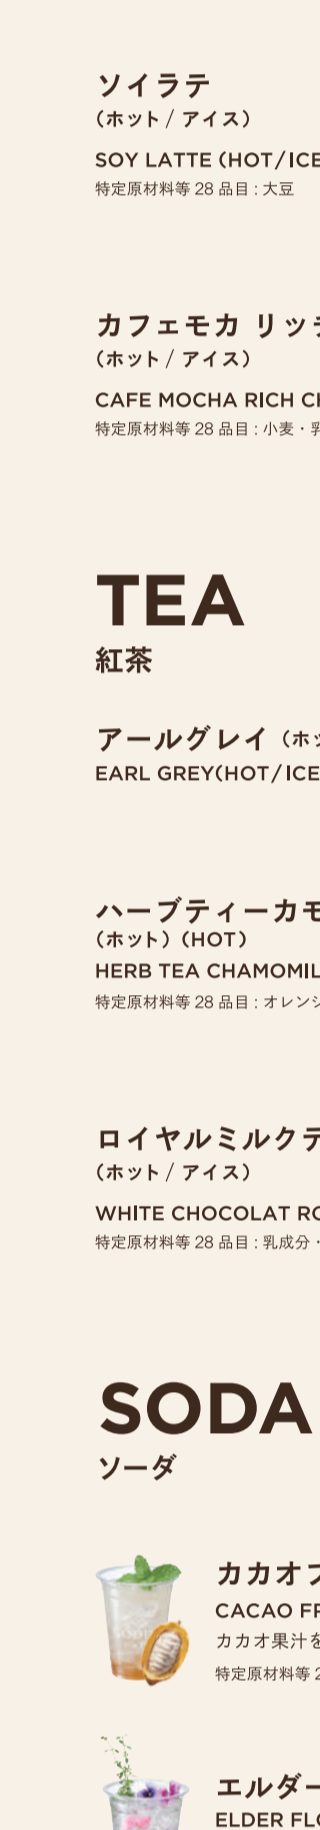 ソイラテ
（ホット / アイス）
SOY LATTE (HOT/ICE
特定原材料等 28 品目 : 大豆
カフェモカ リッ
（ホット / アイス）
CAFE MOCHA RICH
特定原材料等 28 品目 : 小麦・
TEA
紅茶
アールグレイ（ホッ
EARL GREY(HOT/ICE
ハーブティーカモ
（ホット）(HOT)
HERB TEA CHAMOMIL
特定原材料等 28 品目 : オレン
ロイヤルミルクテ
（ホット / アイス）
WHITE CHOCOLAT RO
特定原材料等 28 品目 : 乳成分・
SODA
ソーダ
カカオフ
CACAO FR
カカオ果汁を
特定原材料等 2
エルダー
ELDER FLO